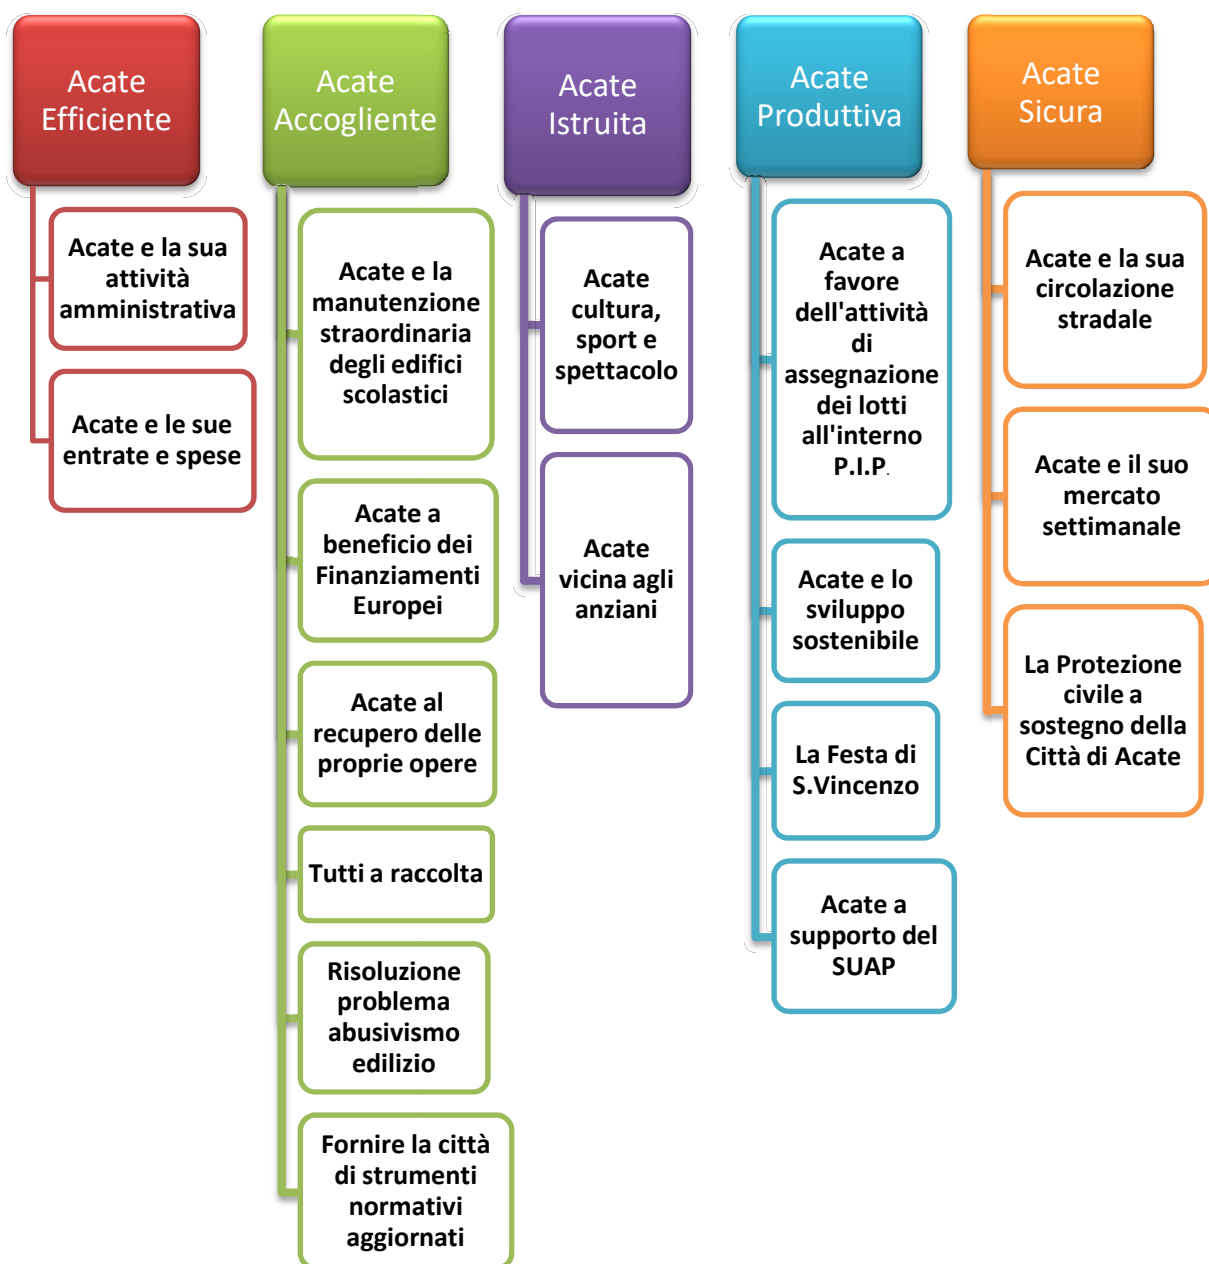 Acate
Efficiente
Acate e la sua
attività
amministrativa
Acate e le sue
entrate e spese
Acate
Accogliente
Acate e la
manutenzione
straordinaria
degli edifici
scolastici
Acate a
beneficio dei
Finanziamenti
Europei
Acate al
recupero delle
proprie opere
Tutti a raccolta
Risoluzione
problema
abusivismo
edilizio
Fornire la città
di strumenti
normativi
aggiornati
Acate
Istruita
Acate
cultura,
sport e
spettacolo
Acate
vicina agli
anziani
Acate
Produttiva
Acate a
favore
dell'attività
di
assegnazione
dei lotti
all'interno
P.I.P.
Acate e lo
sviluppo
sostenibile
La Festa di
S.Vincenzo
Acate a
supporto del
SUAP
Acate
Sicura
Acate e la sua
circolazione
stradale
Acate e il suo
mercato
settimanale
La Protezione
civile a
sostegno della
Città di Acate